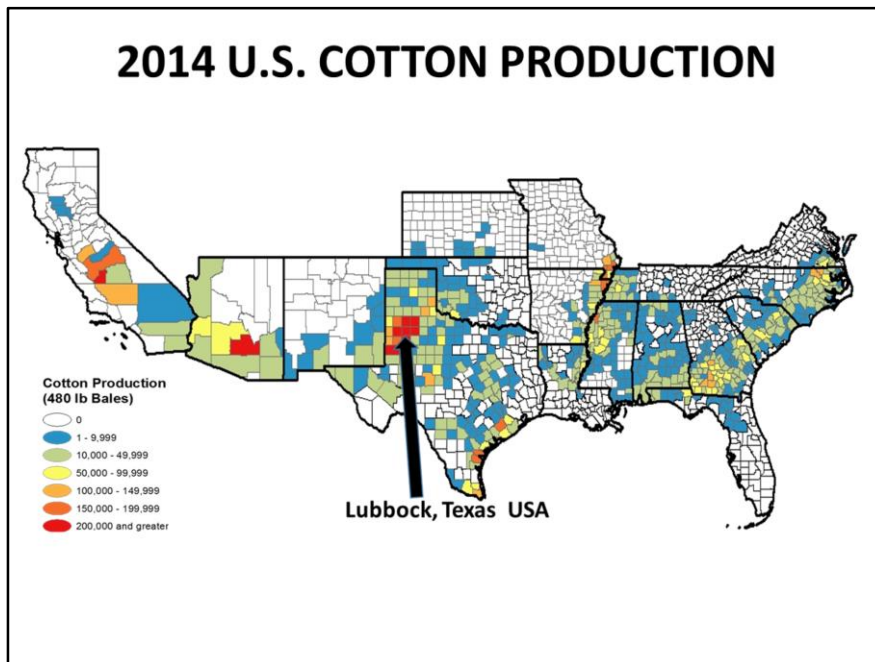 2014 U.S. COTTON PRODUCTION
Cotton Production
(480 lb Bales)
0
1 - 9,999
10,000 - 49,999
50,000 - 99,999
100,000 - 149,999
150,000 - 199,999
200,000 and greater
Lubbock, Texas USA